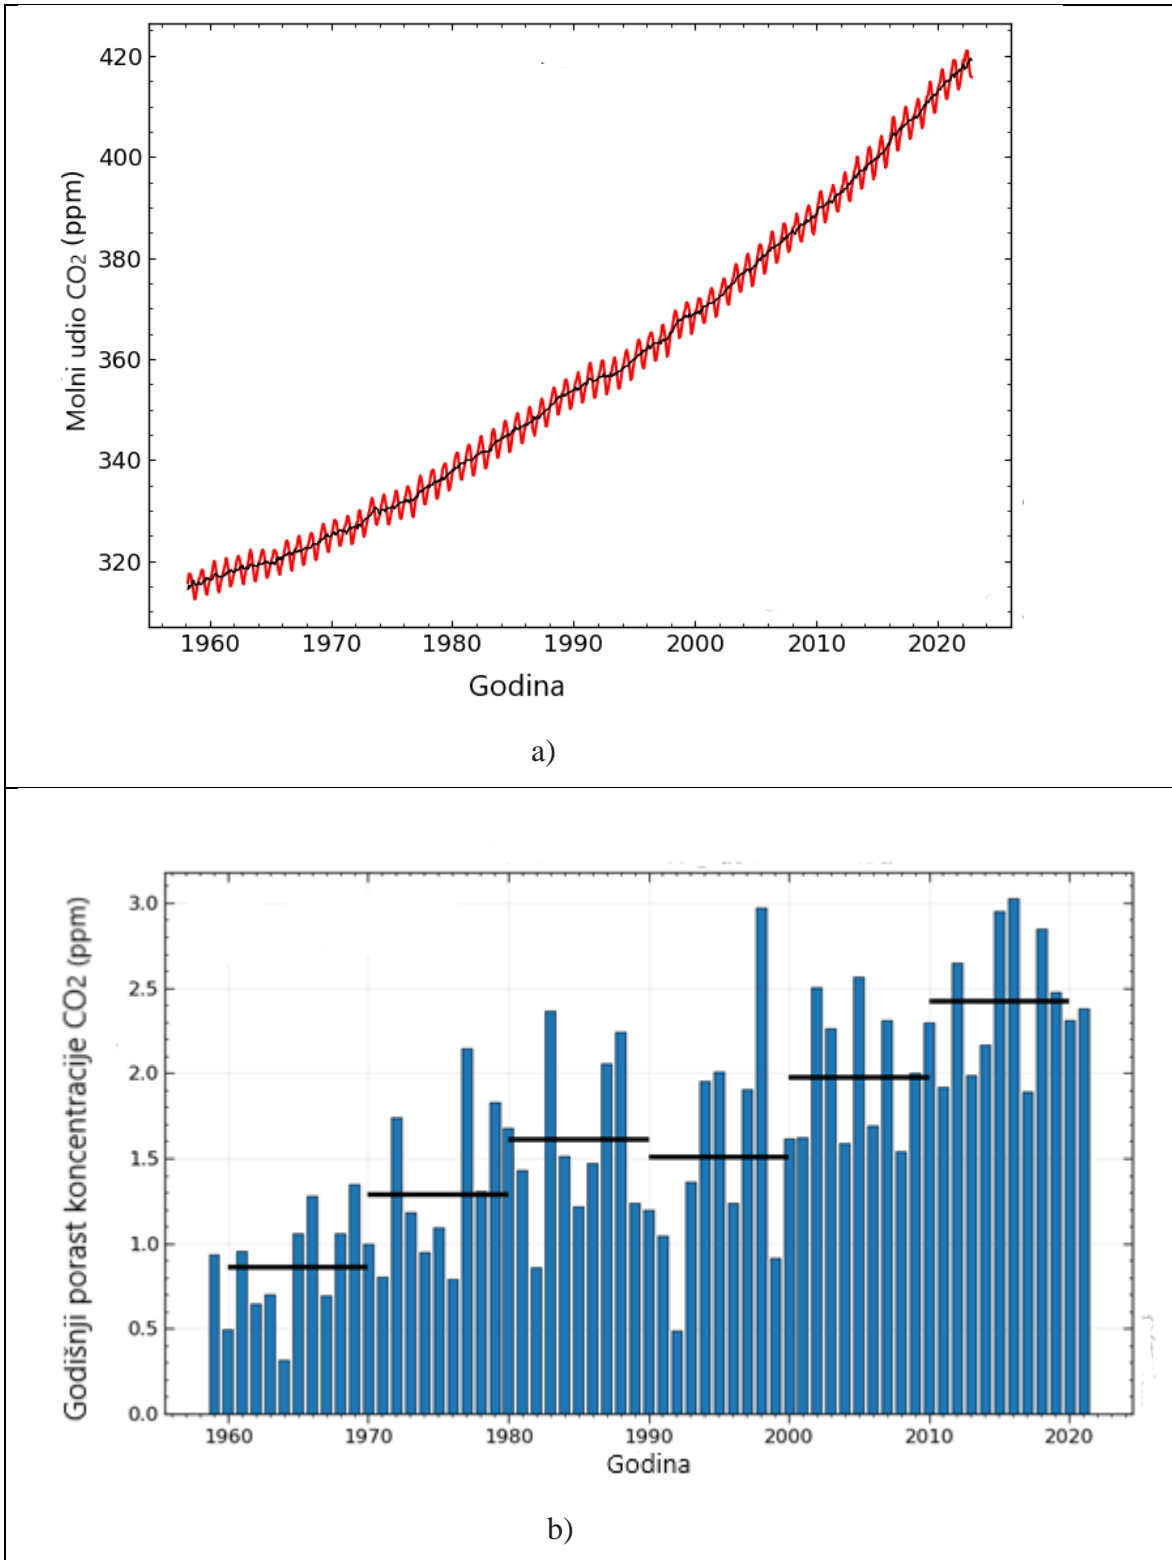 420
400
380
360
340
320
Molni udio CO2 (ppm)
1960 1970 1980 1990 2000 2010 2020
Godina
a)
3.0
2.5
2.0
1.5
1.0
0.5
0.0
Godišnji porast koncentracije CO2 (ppm)
1960 1970 1980 1990 2000 2010 2020
Godina
b)